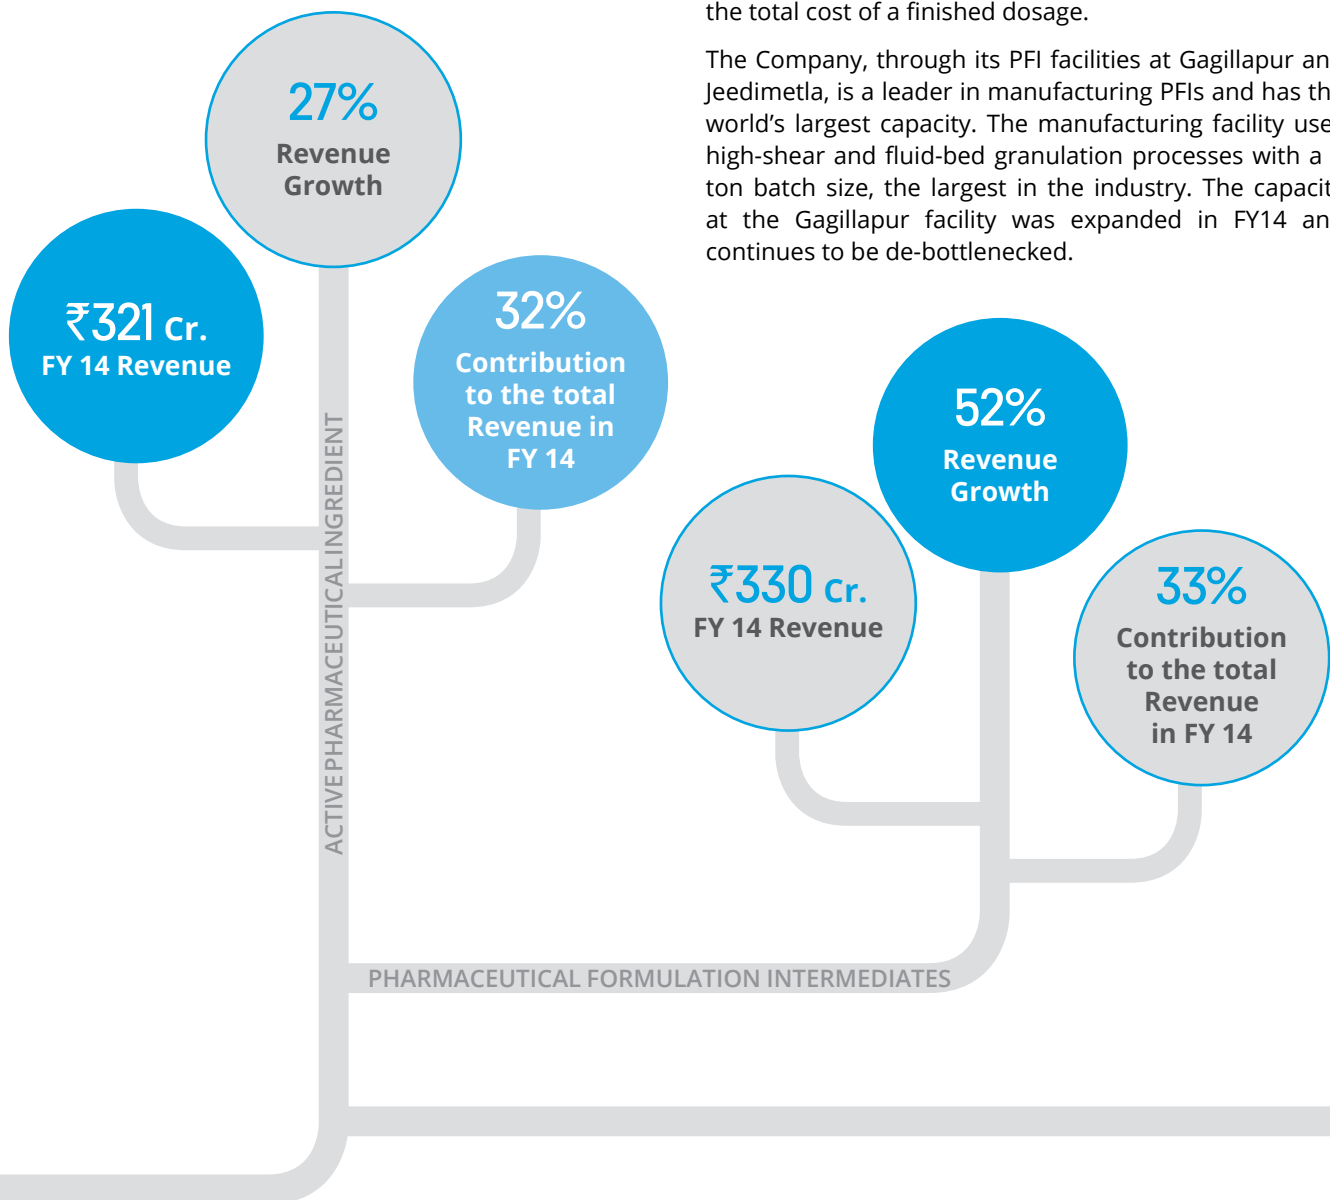 the total cost of a finished dosage.
The Company, through its PFI facilities at Gagillapur an
Jeedimetla, is a leader in manufacturing PFIs and has th
world’s largest capacity. The manufacturing facility use
high-shear and fluid-bed granulation processes with a
ton batch size, the largest in the industry. The capacit
at the Gagillapur facility was expanded in FY14 an
continues to be de-bottlenecked.
27%
Revenue
Growth
₹321 Cr.
FY 14 Revenue
32%
Contribution
to the total
Revenue in
FY 14
ACTIVE PHARMACEUTICAL INGREDIENT
52%
Revenue
Growth
₹330 Cr.
FY 14 Revenue
33%
Contribution
to the total
Revenue
in FY 14
PHARMACEUTICAL FORMULATION INTERMEDIATES